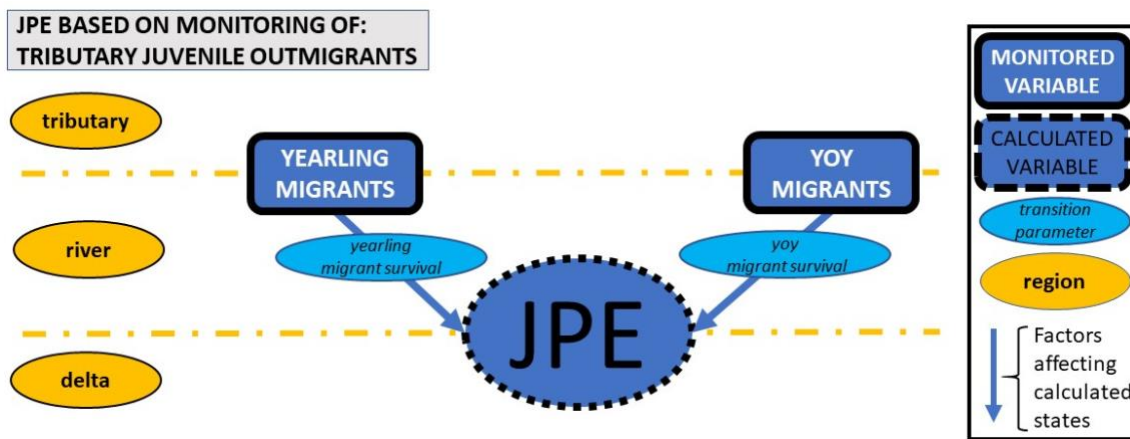 JPE BASED ON MONITORING OF:
TRIBUTARY JUVENILE OUTMIGRANTS
tributary
YEARLING
MIGRANTS
YOY
MIGRANTS
river
yearling
migrant survival
yoy
migrant survival
JPE
delta
MONITORED
VARIABLE
CALCULATED
VARIABLE
transition
parameter
region
Factors
affecting
calculated
states